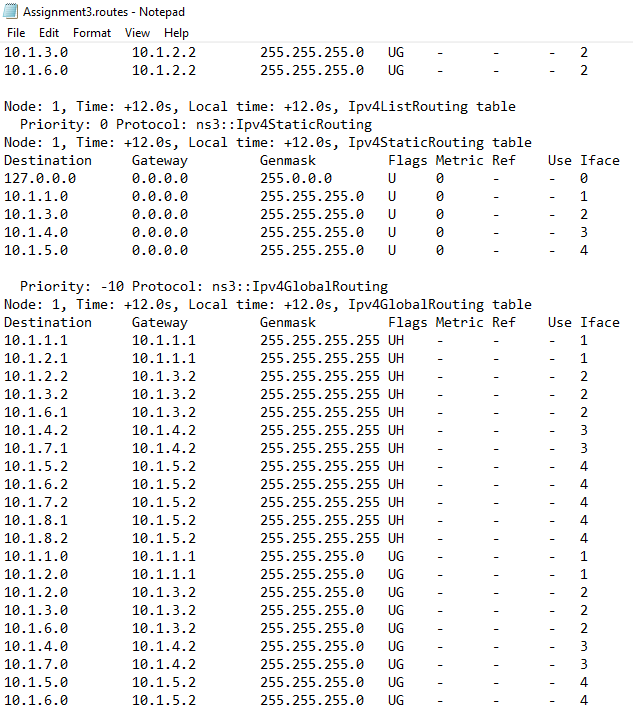 Assignment3.routes - Notepad
File Edit Format View Help
10.1.3.0 10.1.2.2 255.255.255.0 UG - - - 2
10.1.6.0 10.1.2.2 255.255.255.0 UG - - - 2
Node: 1, Time: +12.0s, Local time: +12.0s, Ipv4ListRouting table
Priority: 0 Protocol: ns3::Ipv4StaticRouting
Node: 1, Time: +12.0s, Local time: +12.0s, Ipv4StaticRouting table
Destination Gateway Genmask Flags Metric Ref Use Iface
127.0.0.0 0.0.0.0 255.0.0.0 U 0 - - 0
10.1.1.0 0.0.0.0 255.255.255.0 U 0 - - 1
10.1.3.0 0.0.0.0 255.255.255.0 U 0 - - 2
10.1.4.0 0.0.0.0 255.255.255.0 U 0 - - 3
10.1.5.0 0.0.0.0 255.255.255.0 U 0 - - 4
Priority: -10 Protocol: ns3::Ipv4GlobalRouting
Node: 1, Time: +12.0s, Local time: +12.0s, Ipv4GlobalRouting table
Destination Gateway Genmask Flags Metric Ref Use Iface
10.1.1.1 10.1.1.1 255.255.255.255 UH - - - 1
10.1.2.1 10.1.1.1 255.255.255.255 UH - - - 1
10.1.2.2 10.1.3.2 255.255.255.255 UH - - - 2
10.1.3.2 10.1.3.2 255.255.255.255 UH - - - 2
10.1.6.1 10.1.3.2 255.255.255.255 UH - - - 2
10.1.4.2 10.1.4.2 255.255.255.255 UH - - - 3
10.1.7.1 10.1.4.2 255.255.255.255 UH - - - 3
10.1.5.2 10.1.5.2 255.255.255.255 UH - - - 4
10.1.6.2 10.1.5.2 255.255.255.255 UH - - - 4
10.1.7.2 10.1.5.2 255.255.255.255 UH - - - 4
10.1.8.1 10.1.5.2 255.255.255.255 UH - - - 4
10.1.8.2 10.1.5.2 255.255.255.255 UH - - - 4
10.1.1.0 10.1.1.1 255.255.255.0 UG - - - 1
10.1.2.0 10.1.1.1 255.255.255.0 UG - - - 1
10.1.2.0 10.1.3.2 255.255.255.0 UG - - - 2
10.1.3.0 10.1.3.2 255.255.255.0 UG - - - 2
10.1.6.0 10.1.3.2 255.255.255.0 UG - - - 2
10.1.4.0 10.1.4.2 255.255.255.0 UG - - - 3
10.1.7.0 10.1.4.2 255.255.255.0 UG - - - 3
10.1.5.0 10.1.5.2 255.255.255.0 UG - - - 4
10.1.6.0 10.1.5.2 255.255.255.0 UG - - - 4